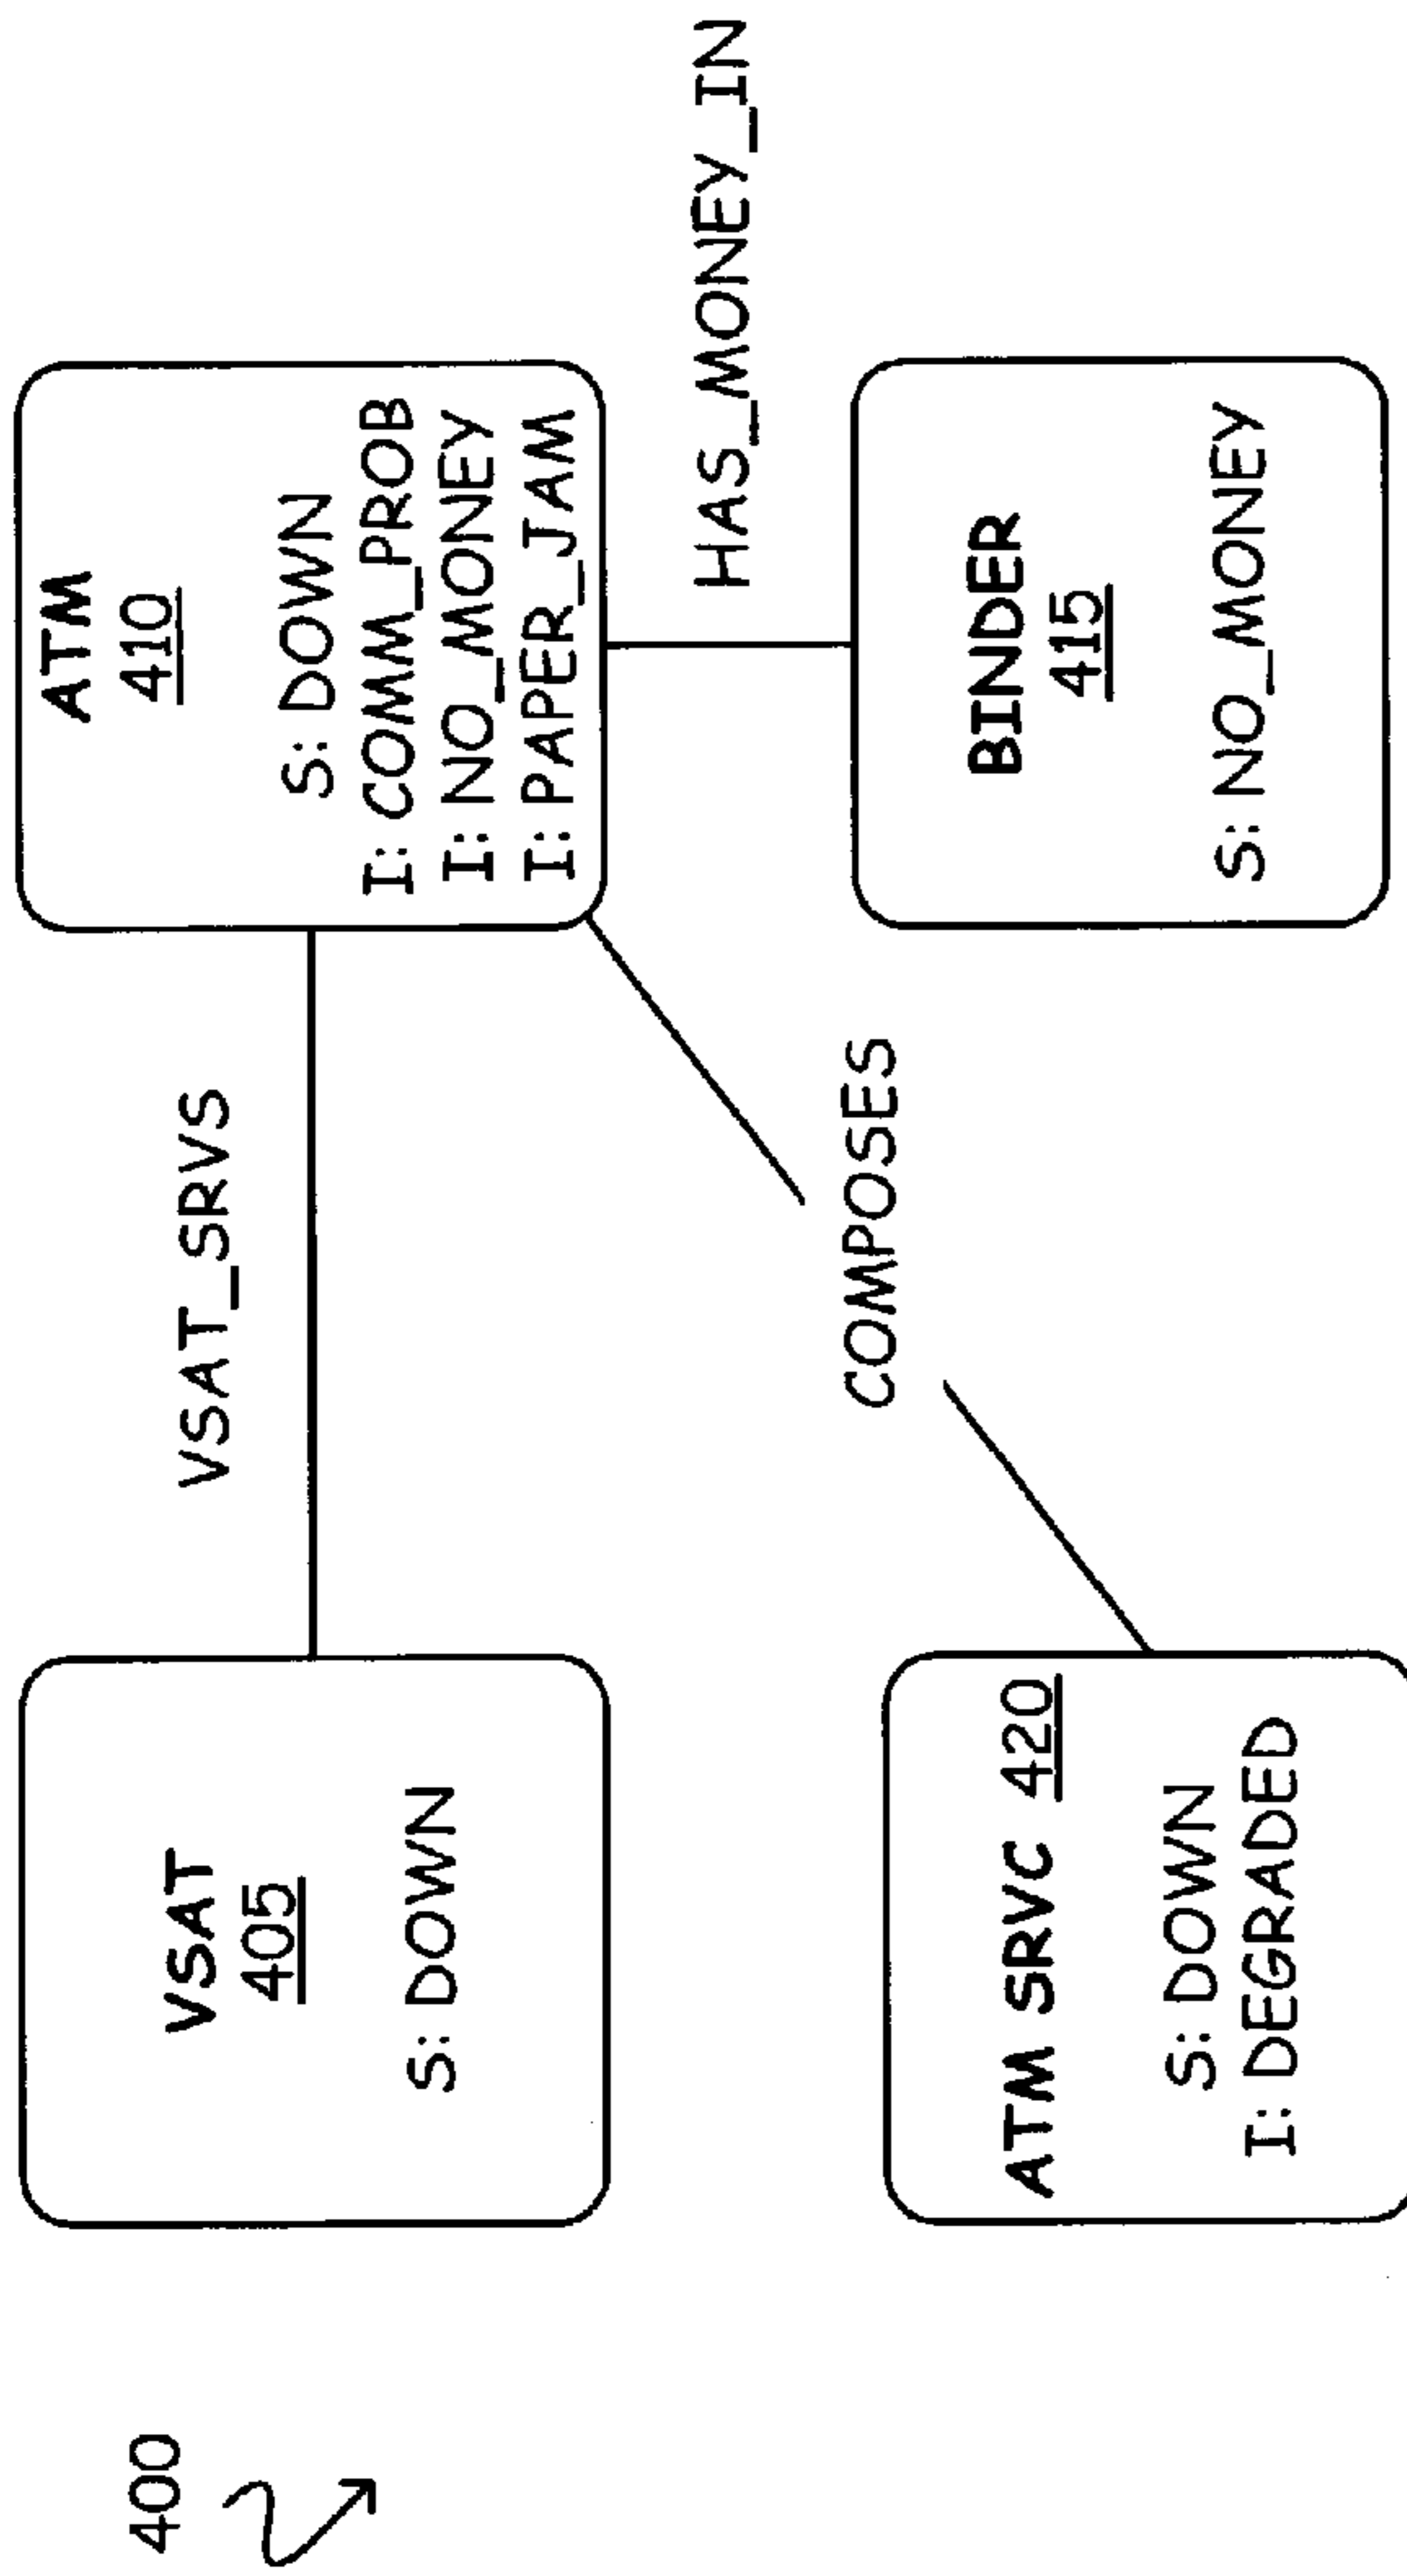 400
VSAT
405
S: DOWN
VSAT_SRVS
ATM
410
S: DOWN
I: COMM_PROB
I: NO_MONEY
I: PAPER_JAM
HAS_MONEY_IN
COMPOSES
ATM SRVC 420
S: DOWN
I: DEGRADED
BINDER
415
S: NO_MONEY